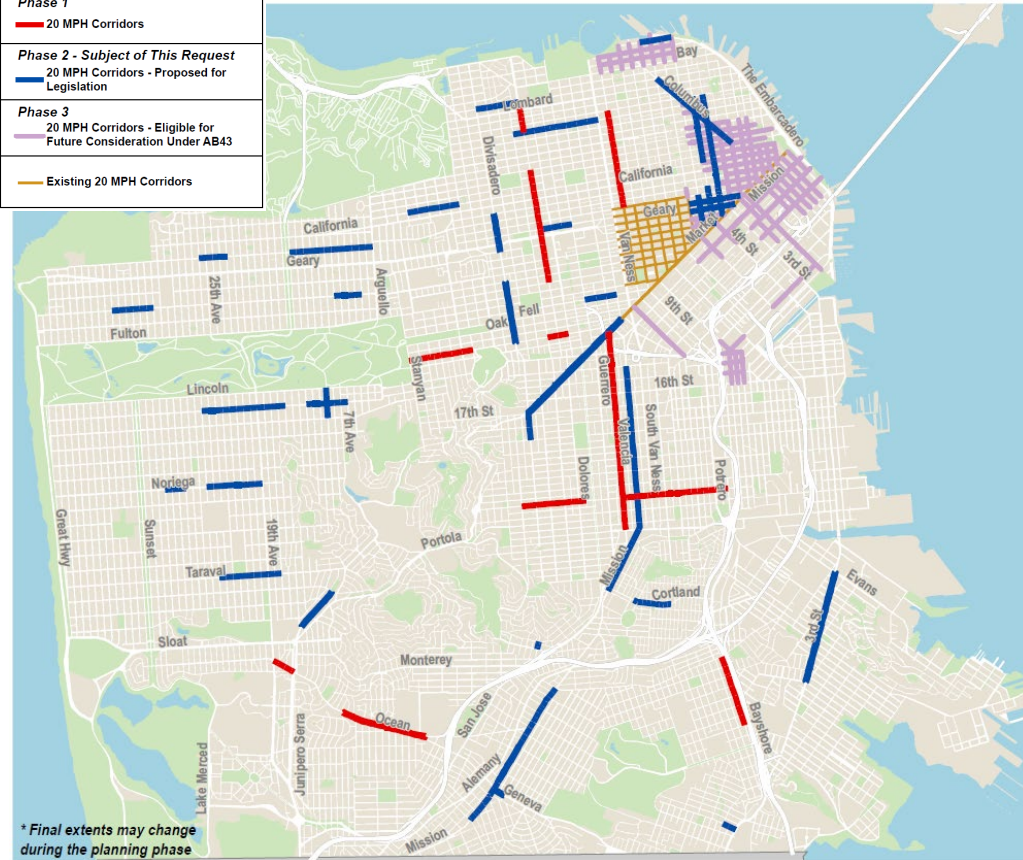 Phase 1
20 MPH Corridors
Phase 2 - Subject of This Request
20 MPH Corridors - Proposed for
Legislation
Phase 3
20 MPH Corridors - Eligible for
Future Consideration Under AB43
Existing 20 MPH Corridors
Bay
The Embarcadero
Columbus
Lombard
Divisadero
California
Mission
Geary
Market
Van Ness
4th St
3rd St
California
Geary
25th Ave
Arguello
Fulton
Oak
Fell
9th St
Stanyan
Guerrero
16th St
Lincoln
7th Ave
17th St
Valencia
South Van Ness
Dolores
Potrero
Noriega
Great Hwy
Sunset
19th Ave
Portola
Mission
Taraval
Cortland
Evans
3rd St
Sloat
Monterey
Ocean
San Jose
Bayshore
Junipero Serra
Lake Merced
Alemany
Geneva
Mission
* Final extents may change
during the planning phase